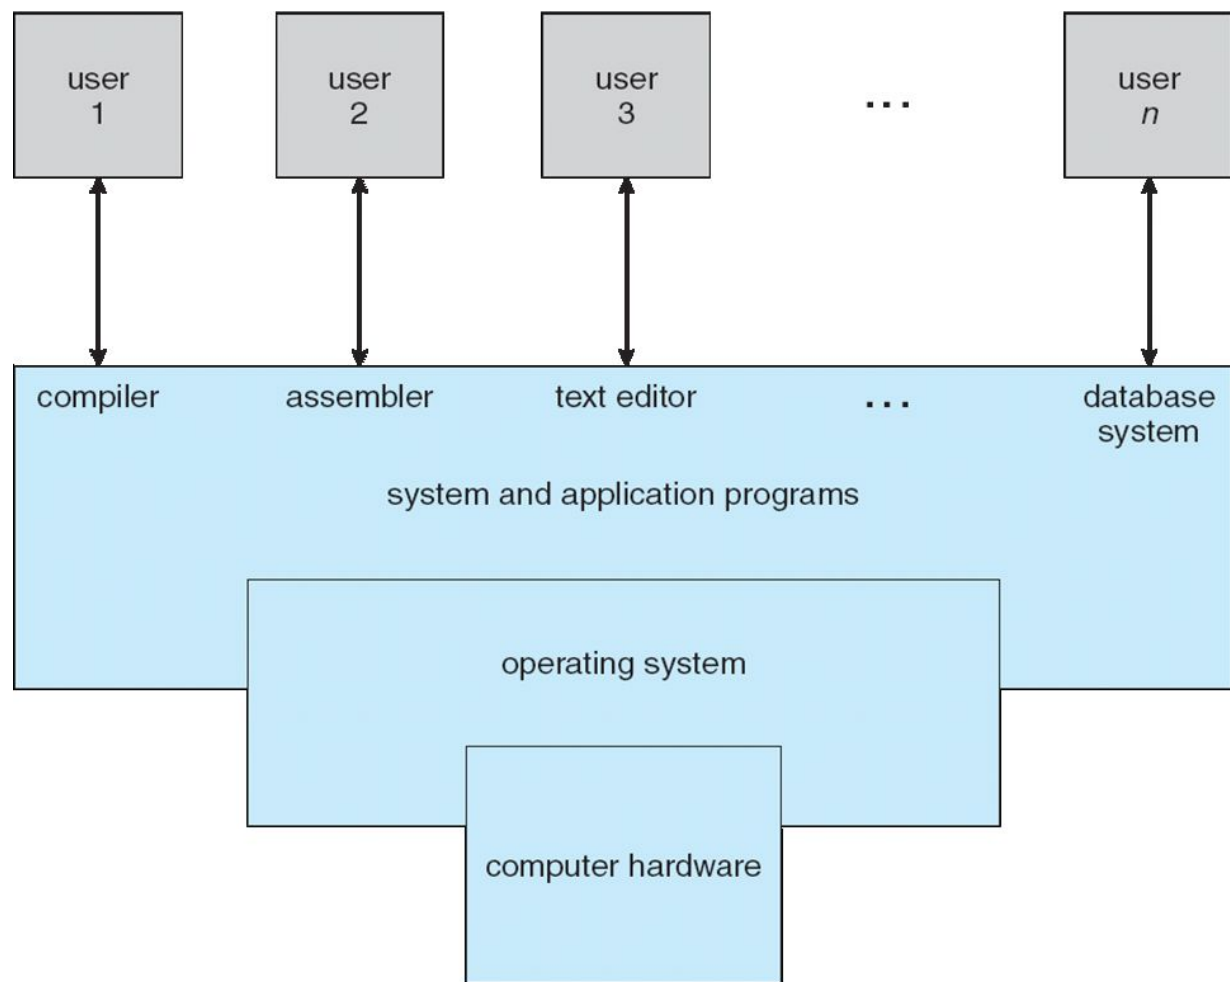 user
1
user
2
user
3
...
user
n
compiler
assembler
text editor
...
database
system
system and application programs
operating system
computer hardware